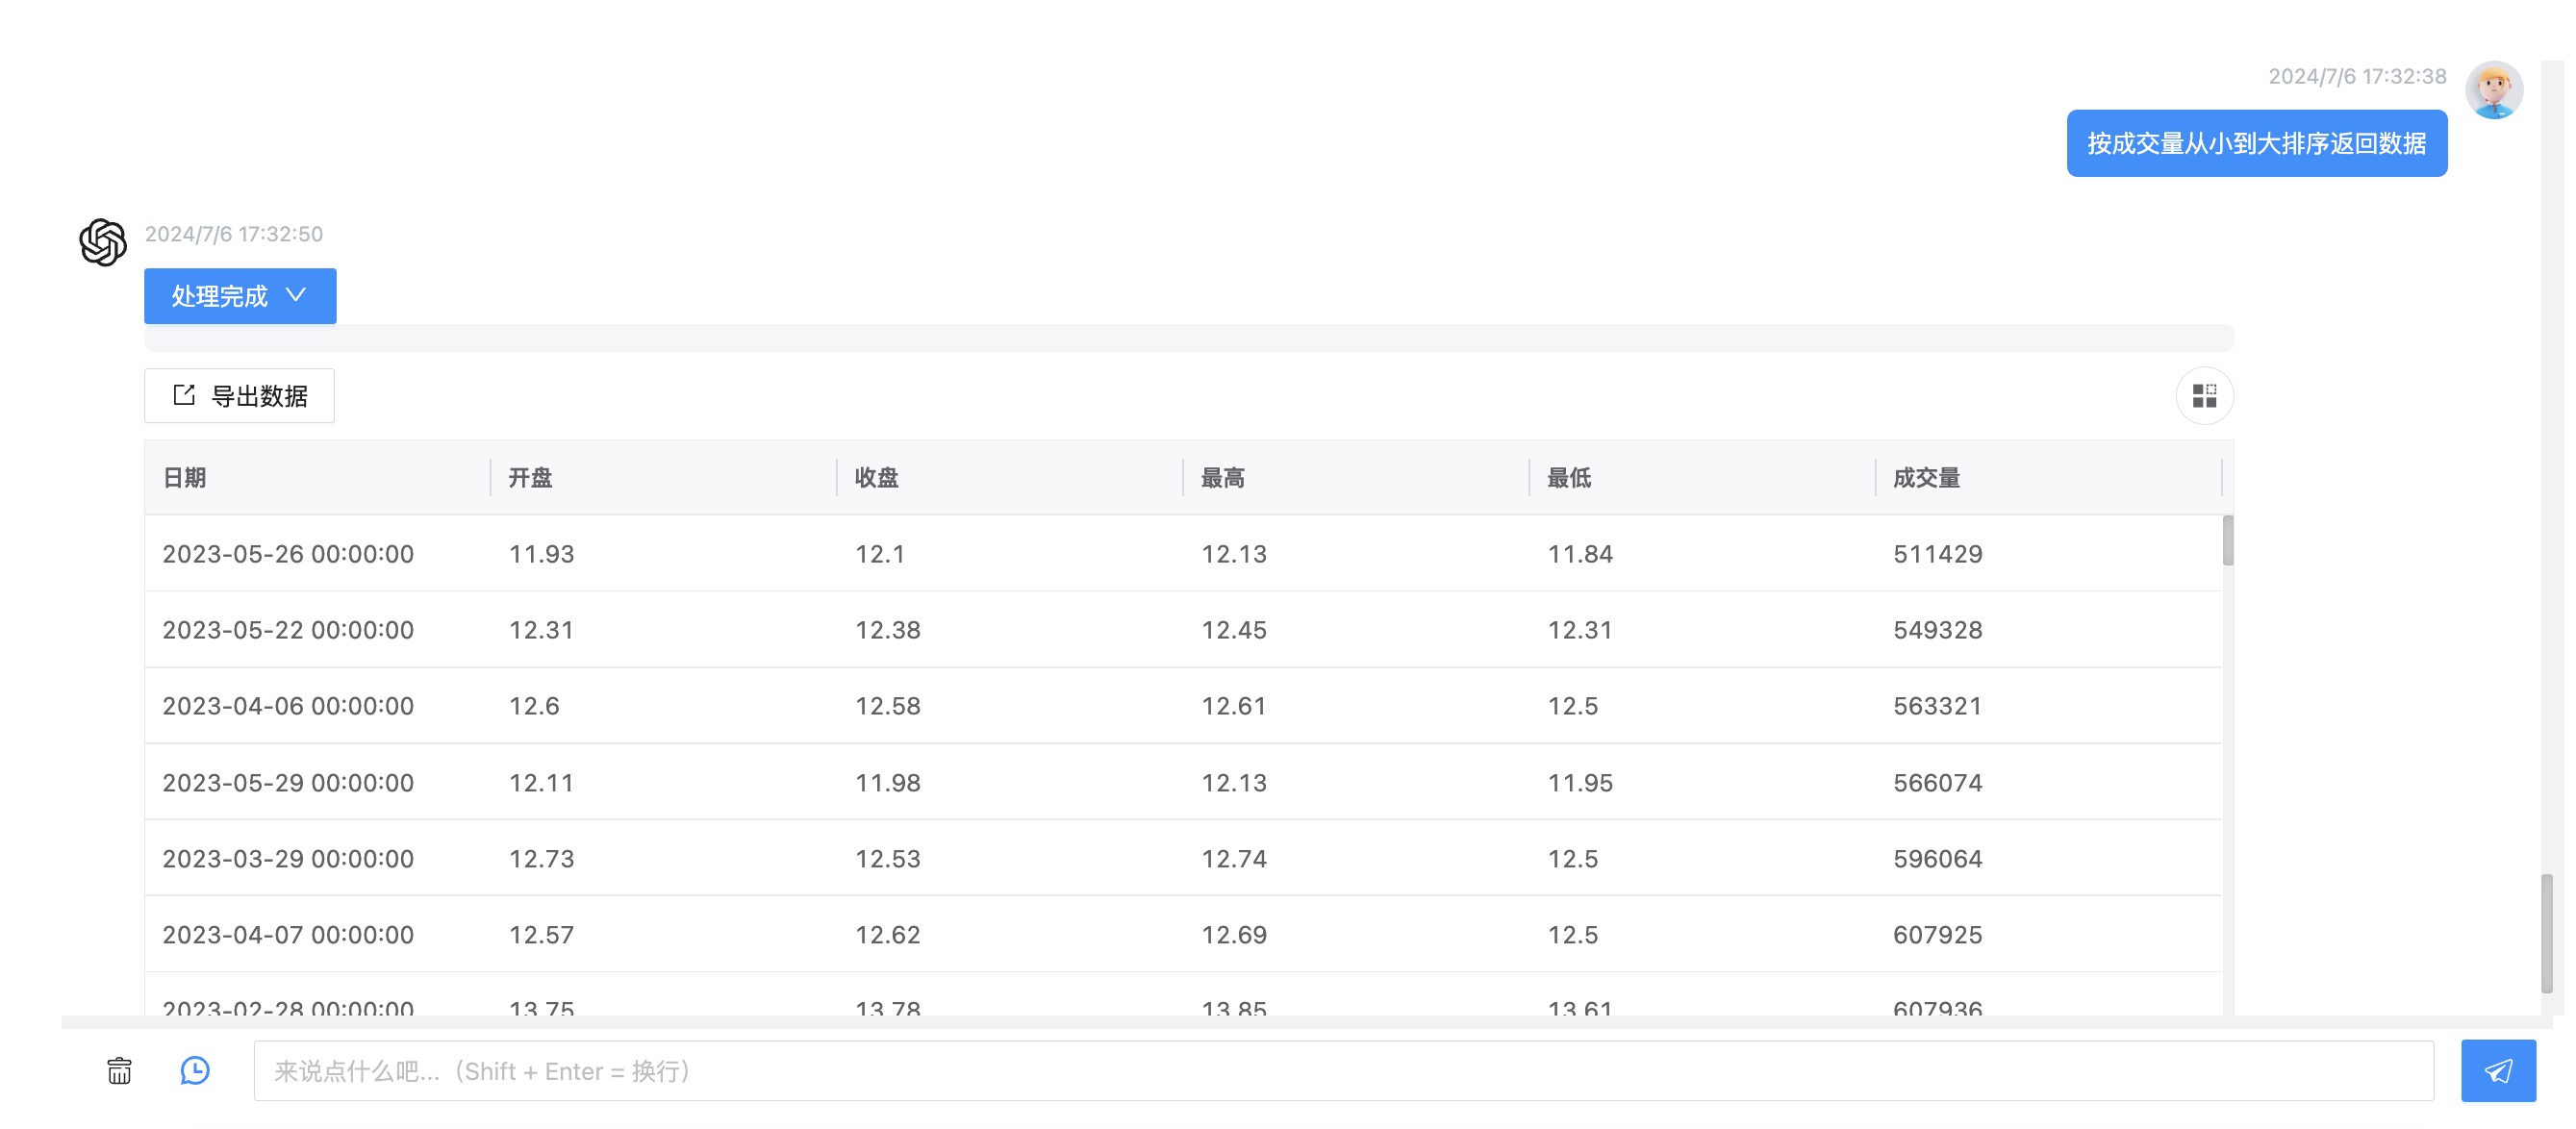 2024/7/6 17:32:38
按成交量从小到大排序返回数据
2024/7/6 17:32:50
处理完成
导出数据
日期 开盘 收盘 最高 最低 成交量
2023-05-26 00:00:00 11.93 12.1 12.13 11.84 511429
2023-05-22 00:00:00 12.31 12.38 12.45 12.31 549328
2023-04-06 00:00:00 12.6 12.58 12.61 12.5 563321
2023-05-29 00:00:00 12.11 11.98 12.13 11.95 566074
2023-03-29 00:00:00 12.73 12.53 12.74 12.5 596064
2023-04-07 00:00:00 12.57 12.62 12.69 12.5 607925
2023-02-28 00:00:00 13.75 13.78 13.85 13.61 607936
来说点什么吧...（Shift + Enter = 换行）